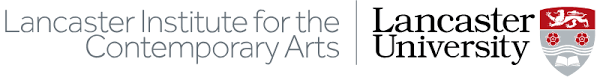 Lancaster Institute for the
Contemporary Arts
Lancaster
University